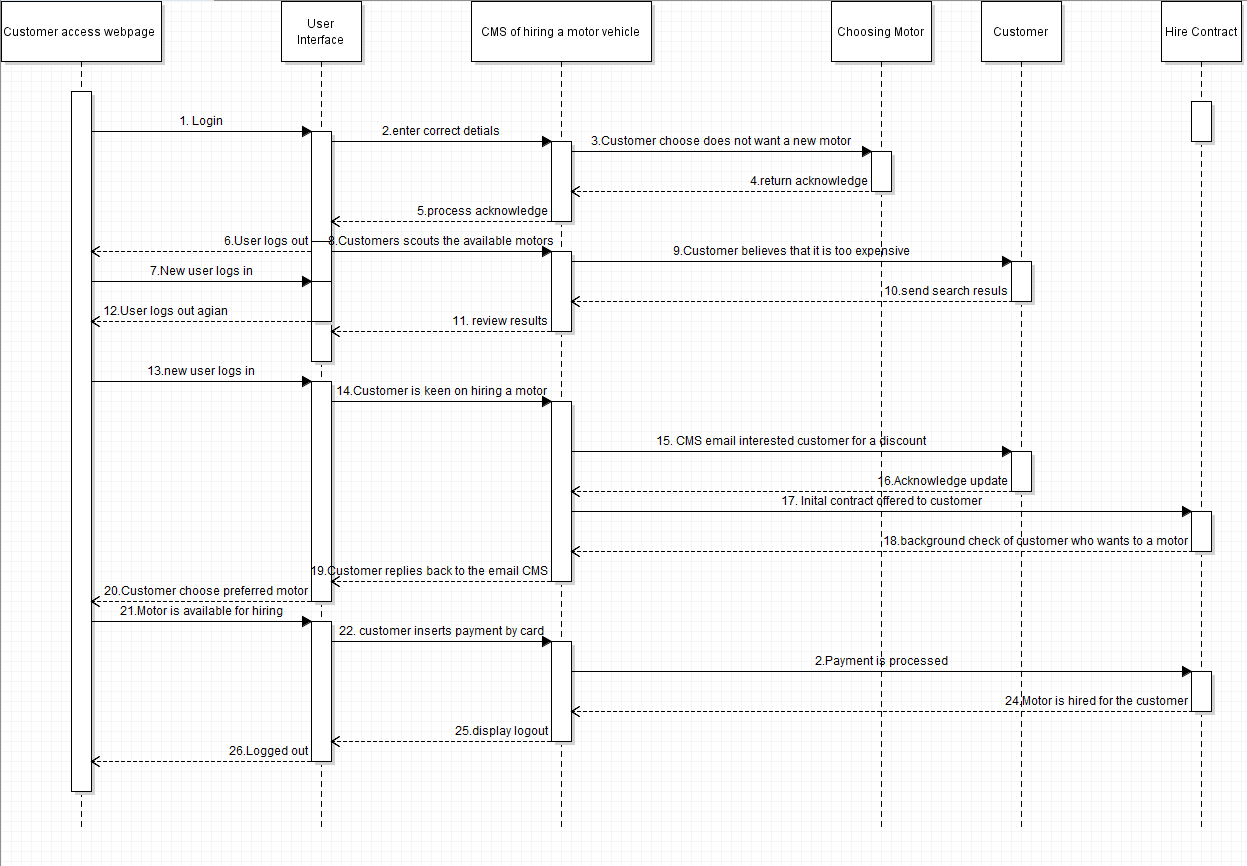 Customer access webpage
User
Interface
CMS of hiring a motor vehicle
Choosing Motor
Customer
Hire Contract
1. Login
2.enter correct detials
3.Customer choose does not want a new motor
4.return acknowledge
5.process acknowledge
6.User logs out
8.Customers scouts the available motors
9.Customer believes that it is too expensive
7.New user logs in
10.send search resuls
12.User logs out agian
11. review results
13.new user logs in
14.Customer is keen on hiring a motor
15. CMS email interested customer for a discount
16.Acknowledge update
17. Inital contract offered to customer
18.background check of customer who wants to a motor
19.Customer replies back to the email CMS
20.Customer choose preferred motor
21.Motor is available for hiring
22. customer inserts payment by card
2.Payment is processed
24.Motor is hired for the customer
25.display logout
26.Logged out